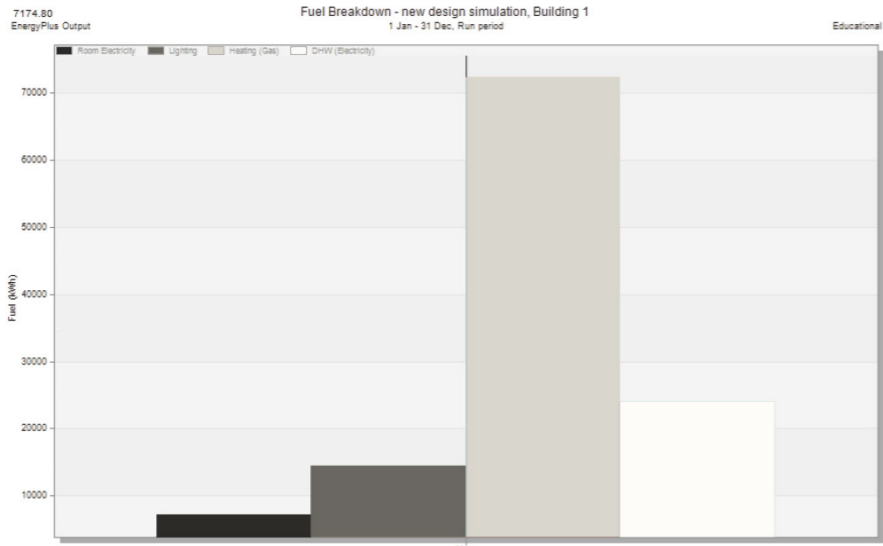 7174.80
Fuel Breakdown - new design simulation, Building 1
EnergyPlus Output
1 Jan - 31 Dec, Run period
Educational
Room Electricity
Lighting
Heating (Gas)
DHW (Electricity)
70000
60000
50000
40000
30000
20000
10000
Fuel (kWh)